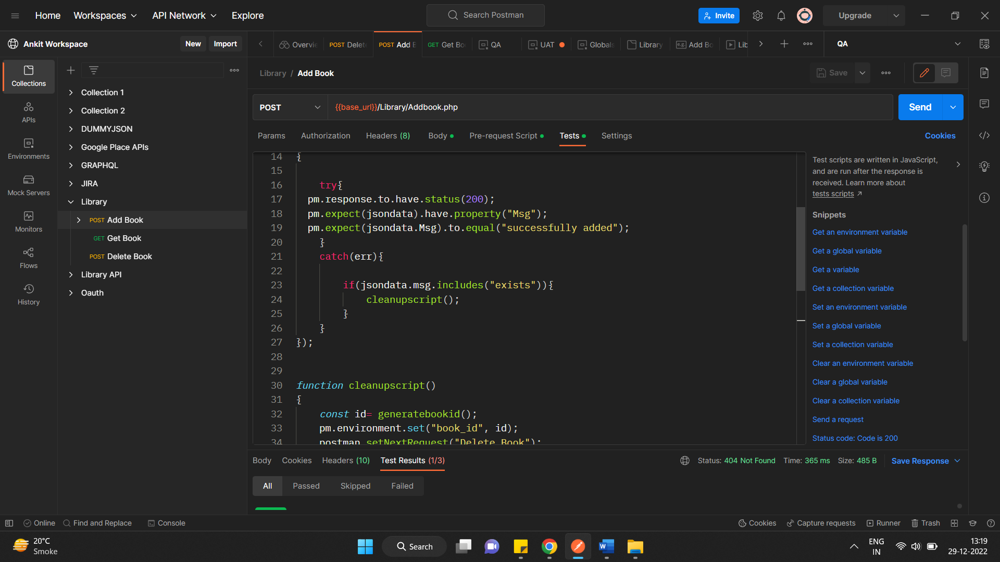 Home
Workspaces
API Network
Explore
Search Postman
Invite
Upgrade
Ankit Workspace
New
Import
Overvie
POST Delete
POST Add B
GET Get Bo
QA
UAT
Globals
Library
e.g. Add Bo
Lib
QA
Collections
APIs
Environments
Mock Servers
Monitors
Flows
History
Collection 1
Collection 2
DUMMYJSON
Google Place APIs
GRAPHQL
JIRA
Library
POST Add Book
GET Get Book
POST Delete Book
Library API
Oauth
Library / Add Book
Save
POST
{{base_url}}/Library/Addbook.php
Send
Params
Authorization
Headers (8)
Body
Pre-request Script
Tests
Settings
Cookies
14 {
15
16 try{
17 pm.response.to.have.status(200);
18 pm.expect(jsondata).have.property("Msg");
19 pm.expect(jsondata.Msg).to.equal("successfully added");
20 }
21 catch(err){
22
23 if(jsondata.msg.includes("exists")){
24 cleanupscript();
25 }
26 }
27 });
28
29
30 function cleanupscript()
31 {
32 const id= generatebookid();
33 pm.environment.set("book_id", id);
34 postman.setNextRequest("Delete Book");
Test scripts are written in JavaScript,
and are run after the response is
received. Learn more about
tests scripts
Snippets
Get an environment variable
Get a global variable
Get a variable
Get a collection variable
Set an environment variable
Set a global variable
Set a collection variable
Clear an environment variable
Clear a global variable
Clear a collection variable
Send a request
Status code: Code is 200
Body
Cookies
Headers (10)
Test Results (1/3)
Status: 404 Not Found
Time: 365 ms
Size: 485 B
Save Response
All
Passed
Skipped
Failed
Online
Find and Replace
Console
Cookies
Capture requests
Runner
Trash
20°C
Smoke
Search
ENG
IN
13:19
29-12-2022